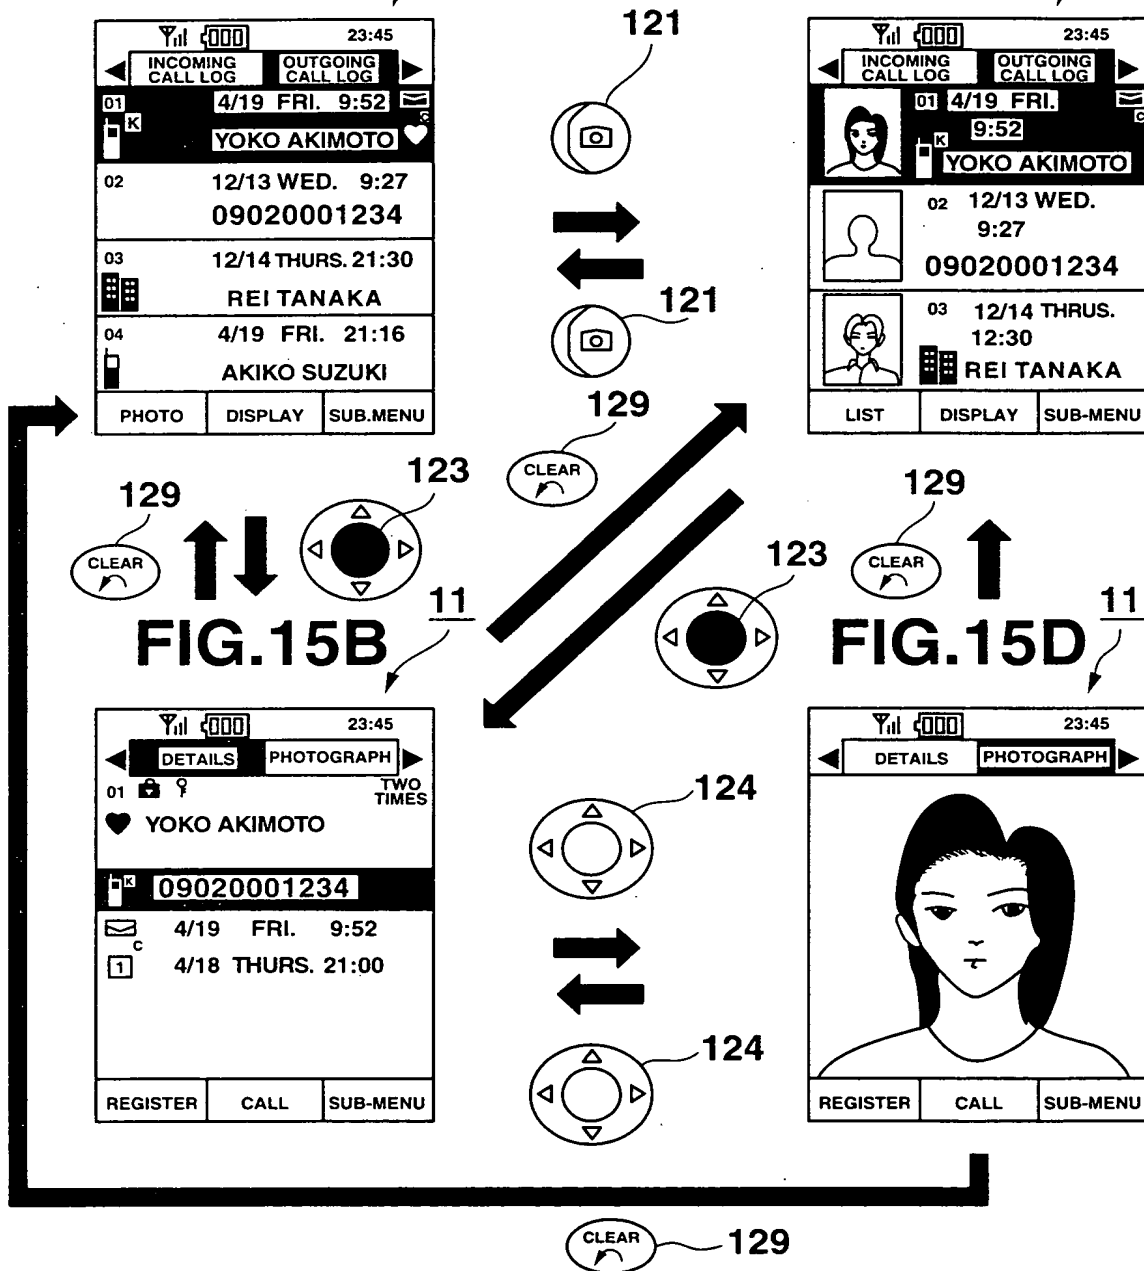 121
23:45
INCOMING CALL LOG
OUTGOING CALL LOG
01 4/19 FRI. 9:52
K YOKO AKIMOTO C
02 12/13 WED. 9:27
09020001234
03 12/14 THURS. 21:30
REI TANAKA
04 4/19 FRI. 21:16
AKIKO SUZUKI
PHOTO DISPLAY SUB.MENU
23:45
INCOMING CALL LOG
OUTGOING CALL LOG
01 4/19 FRI.
9:52 C
K YOKO AKIMOTO
02 12/13 WED.
9:27
09020001234
03 12/14 THRUS.
12:30
REI TANAKA
LIST DISPLAY SUB-MENU
121
129
CLEAR
129
CLEAR
123
123
129
CLEAR
FIG.15B
11
FIG.15D
11
23:45
DETAILS PHOTOGRAPH
01 TWO TIMES
YOKO AKIMOTO
K 09020001234
4/19 FRI. 9:52
C
1 4/18 THURS. 21:00
REGISTER CALL SUB-MENU
124
124
23:45
DETAILS PHOTOGRAPH
REGISTER CALL SUB-MENU
CLEAR 129